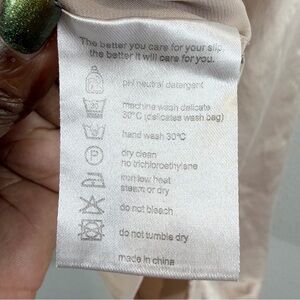 The better you care for your slip,
the better it will care for you.
pH neutral detergent
machine wash delicate
30°C (delicates wash bag)
hand wash 30°C
dry clean
no trichloroethylene
iron low heat
steam or dry
do not bleach
do not tumble dry
made in china